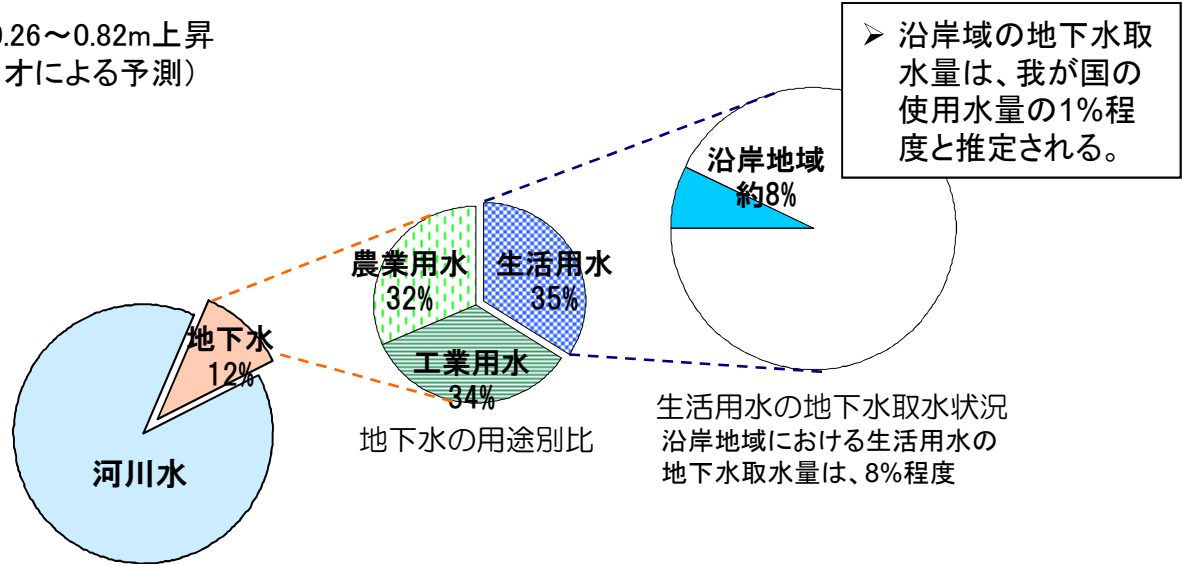 0.26～0.82m上昇
オによる予測）
➢ 沿岸域の地下水取
水量は、我が国の
使用水量の1%程
度と推定される。
沿岸地域
約8%
農業用水
32%
生活用水
35%
工業用水
34%
地下水
12%
河川水
地下水の用途別比
生活用水の地下水取水状況
沿岸地域における生活用水の
地下水取水量は、8%程度